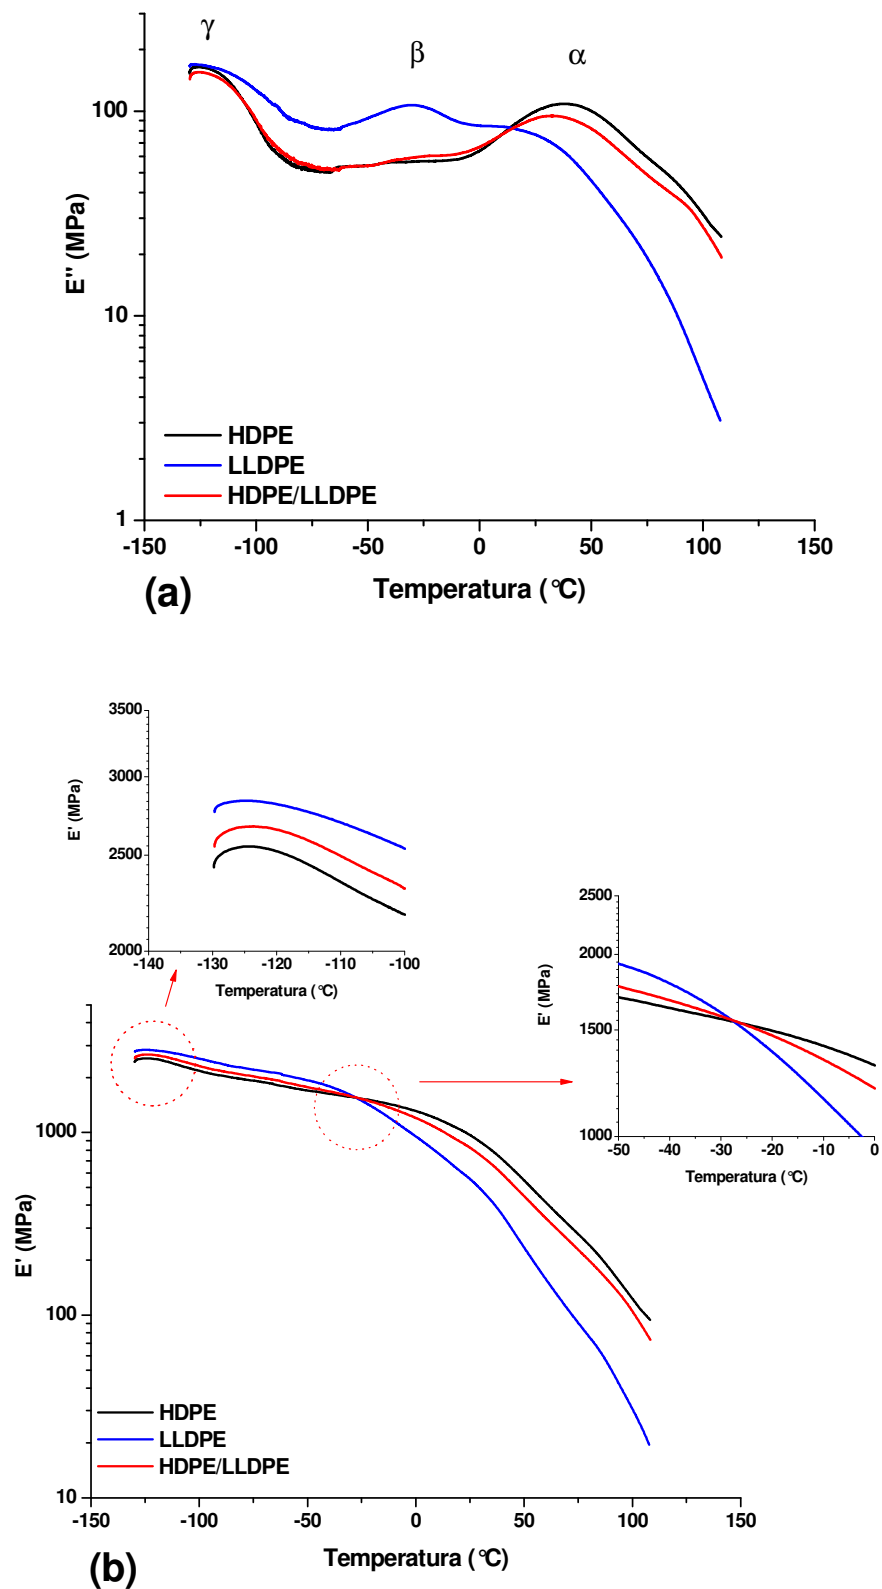 γ
β
α
100
10
1
E" (MPa)
HDPE
LLDPE
HDPE/LLDPE
-150
-100
-50
0
50
100
150
Temperatura (°C)
(a)
3500
3000
2500
2000
E' (MPa)
-140
-130
-120
-110
-100
Temperatura (°C)
2500
2000
1500
1000
E' (MPa)
-50
-40
-30
-20
-10
0
Temperatura (°C)
1000
100
10
E' (MPa)
HDPE
LLDPE
HDPE/LLDPE
-150
-100
-50
0
50
100
150
Temperatura (°C)
(b)